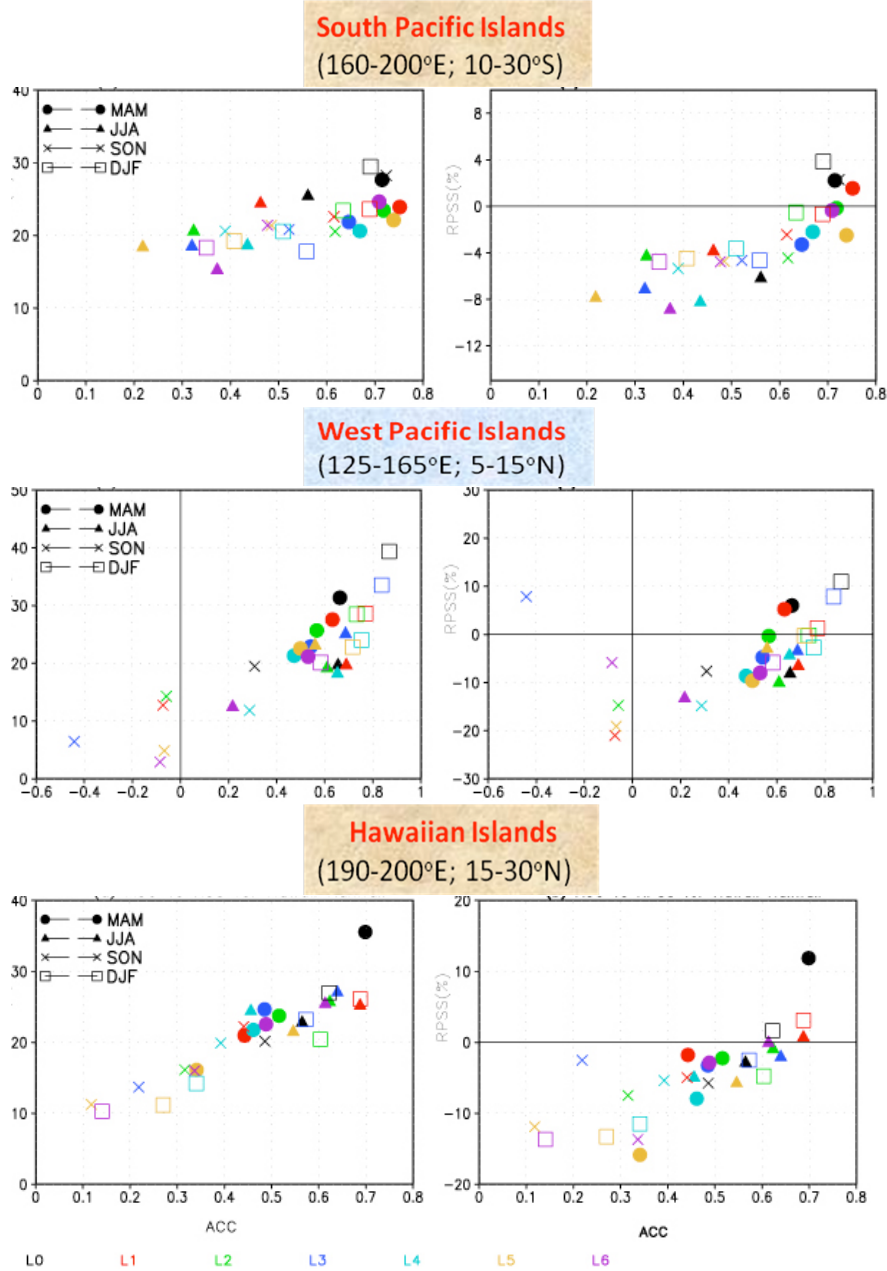 South Pacific Islands
(160-200°E; 10-30°S)
40
30
20
10
0
MAM
JJA
SON
DJF
0 0.1 0.2 0.3 0.4 0.5 0.6 0.7 0.8
RPSS(%)
8
4
0
−4
−8
−12
0 0.1 0.2 0.3 0.4 0.5 0.6 0.7 0.8
West Pacific Islands
(125-165°E; 5-15°N)
50
40
30
20
10
0
MAM
JJA
SON
DJF
−0.6 −0.4 −0.2 0 0.2 0.4 0.6 0.8 1
RPSS(%)
30
20
10
0
−10
−20
−30
−0.6 −0.4 −0.2 0 0.2 0.4 0.6 0.8 1
Hawaiian Islands
(190-200°E; 15-30°N)
40
30
20
10
0
MAM
JJA
SON
DJF
0 0.1 0.2 0.3 0.4 0.5 0.6 0.7 0.8
ACC
RPSS(%)
20
10
0
−10
−20
0 0.1 0.2 0.3 0.4 0.5 0.6 0.7 0.8
ACC
L0 L1 L2 L3 L4 L5 L6